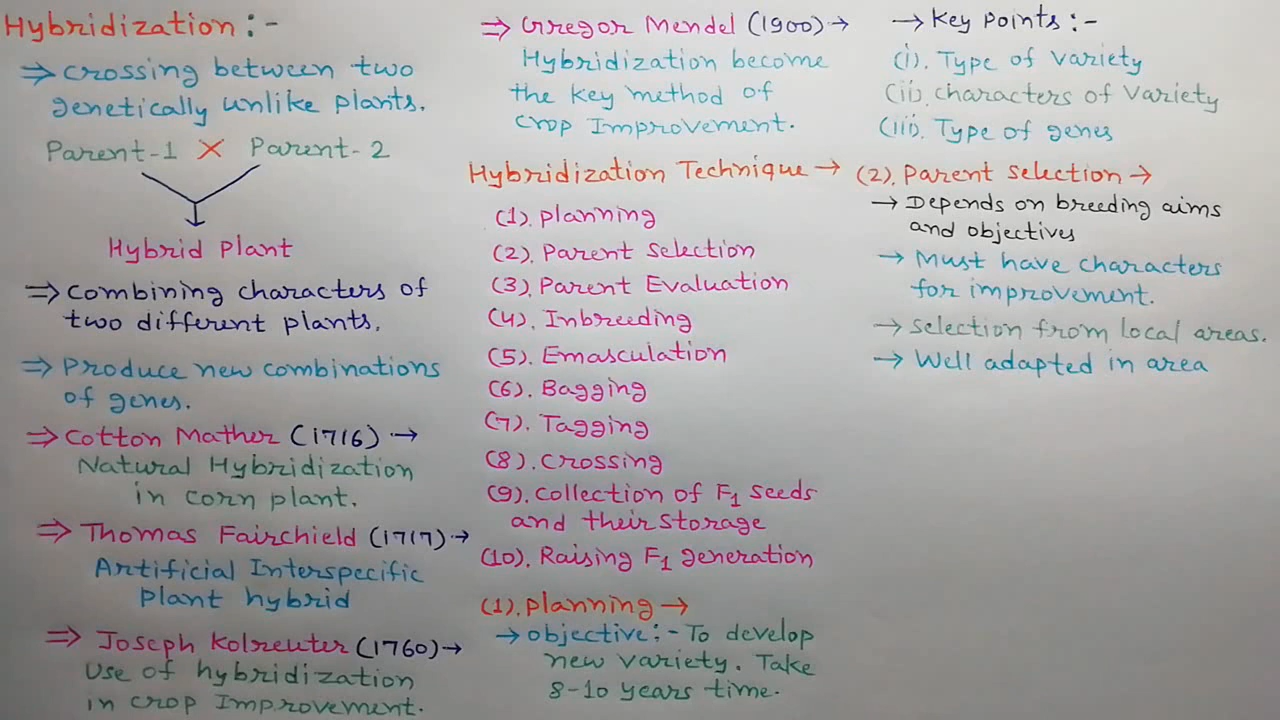 Hybridization :-
⇒ crossing between two
genetically unlike plants.
Parent-1 X Parent-2
Hybrid Plant
⇒ combining characters of
two different plants.
⇒ Produce new combinations
of genes.
⇒ Cotton Mather (1716) →
Natural Hybridization
in corn plant.
⇒ Thomas Fairchield (1717) →
Artificial Interspecific
Plant hybrid
⇒ Joseph Kolreuter (1760) →
Use of hybridization
in crop Improvement.
⇒ Gregor Mendel (1900) →
Hybridization become
the key method of
crop Improvement.
Hybridization Technique →
(1). planning
(2). Parent selection
(3). Parent Evaluation
(4). Inbreeding
(5). Emasculation
(6). Bagging
(7). Tagging
(8). crossing
(9). collection of F1 seeds
and their storage
(10). Raising F1 generation
(1). planning →
→ objective :- To develop
new variety. Take
8-10 years time.
→ Key Points :-
(i). Type of variety
(ii). characters of variety
(iii). Type of genes
(2). Parent selection →
→ Depends on breeding aims
and objectives
→ Must have characters
for improvement.
→ selection from local areas.
→ Well adapted in area